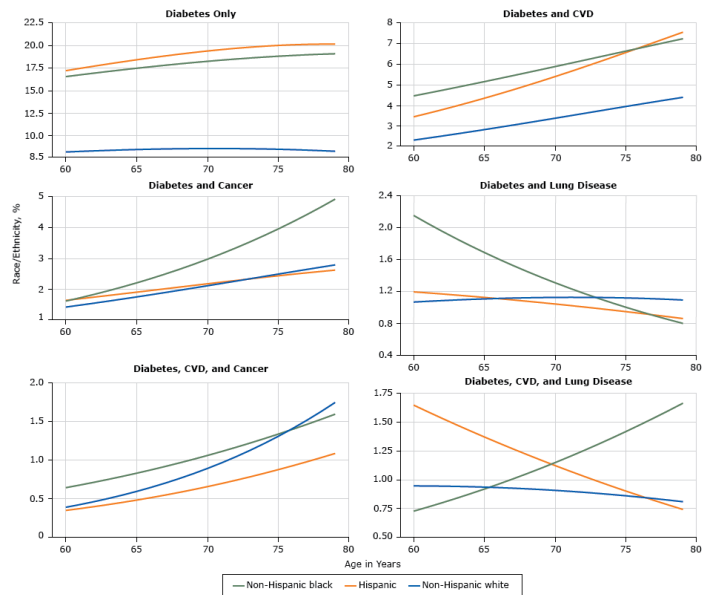 Diabetes Only
25.0
22.5
20.0
17.5
15.0
12.5
10.0
8.5
60 65 70 75 80
Diabetes and CVD
8
7
6
5
4
3
2
60 65 70 75 80
Race/Ethnicity, %
Diabetes and Cancer
5
4
3
2
1
60 65 70 75 80
Diabetes and Lung Disease
2.4
2.0
1.6
1.2
0.8
0.4
60 65 70 75 80
Diabetes, CVD, and Cancer
2.0
1.5
1.0
0.5
0
60 65 70 75 80
Diabetes, CVD, and Lung Disease
1.75
1.50
1.25
1.00
0.75
0.50
60 65 70 75 80
Age in Years
Non-Hispanic black Hispanic Non-Hispanic white